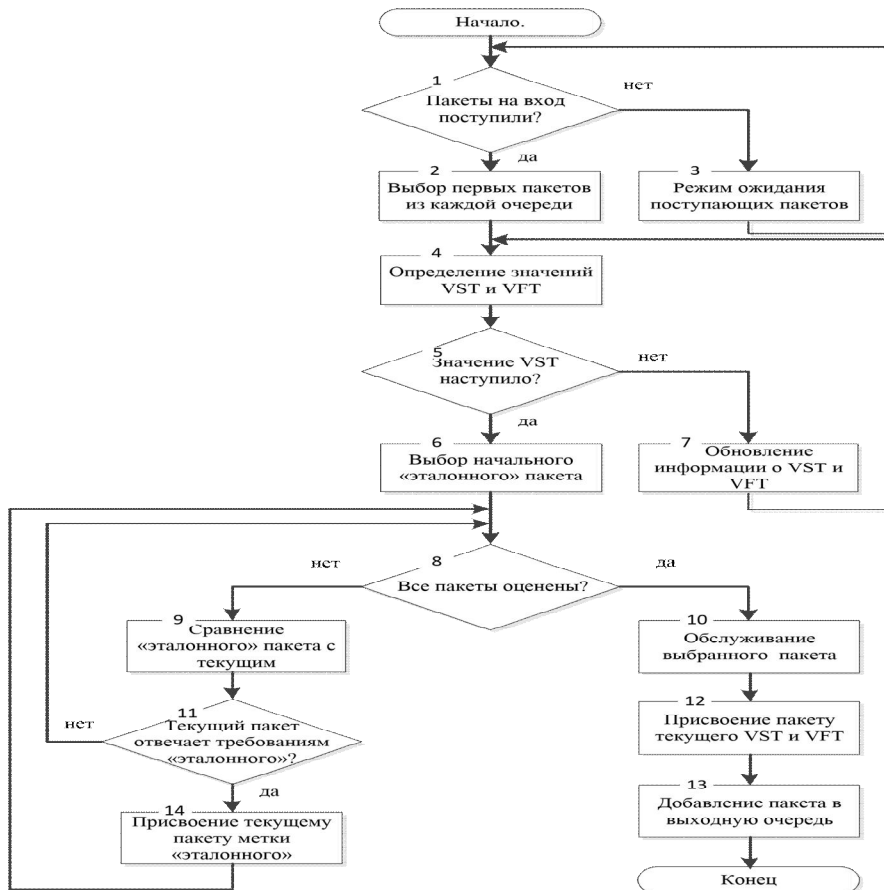 Начало.
1
Пакеты на вход
поступили?
нет
да
2
Выбор первых пакетов
из каждой очереди
3
Режим ожидания
поступающих пакетов
4
Определение значений
VST и VFT
5
Значение VST
наступило?
нет
да
6
Выбор начального
«эталонного» пакета
7
Обновление
информации о VST и
VFT
8
Все пакеты оценены?
нет
да
9
Сравнение
«эталонного» пакета с
текущим
10
Обслуживание
выбранного пакета
11
Текущий пакет
отвечает требованиям
«эталонного»?
нет
да
12
Присвоение пакету
текущего VST и VFT
13
Добавление пакета в
выходную очередь
14
Присвоение текущему
пакету метки
«эталонного»
Конец